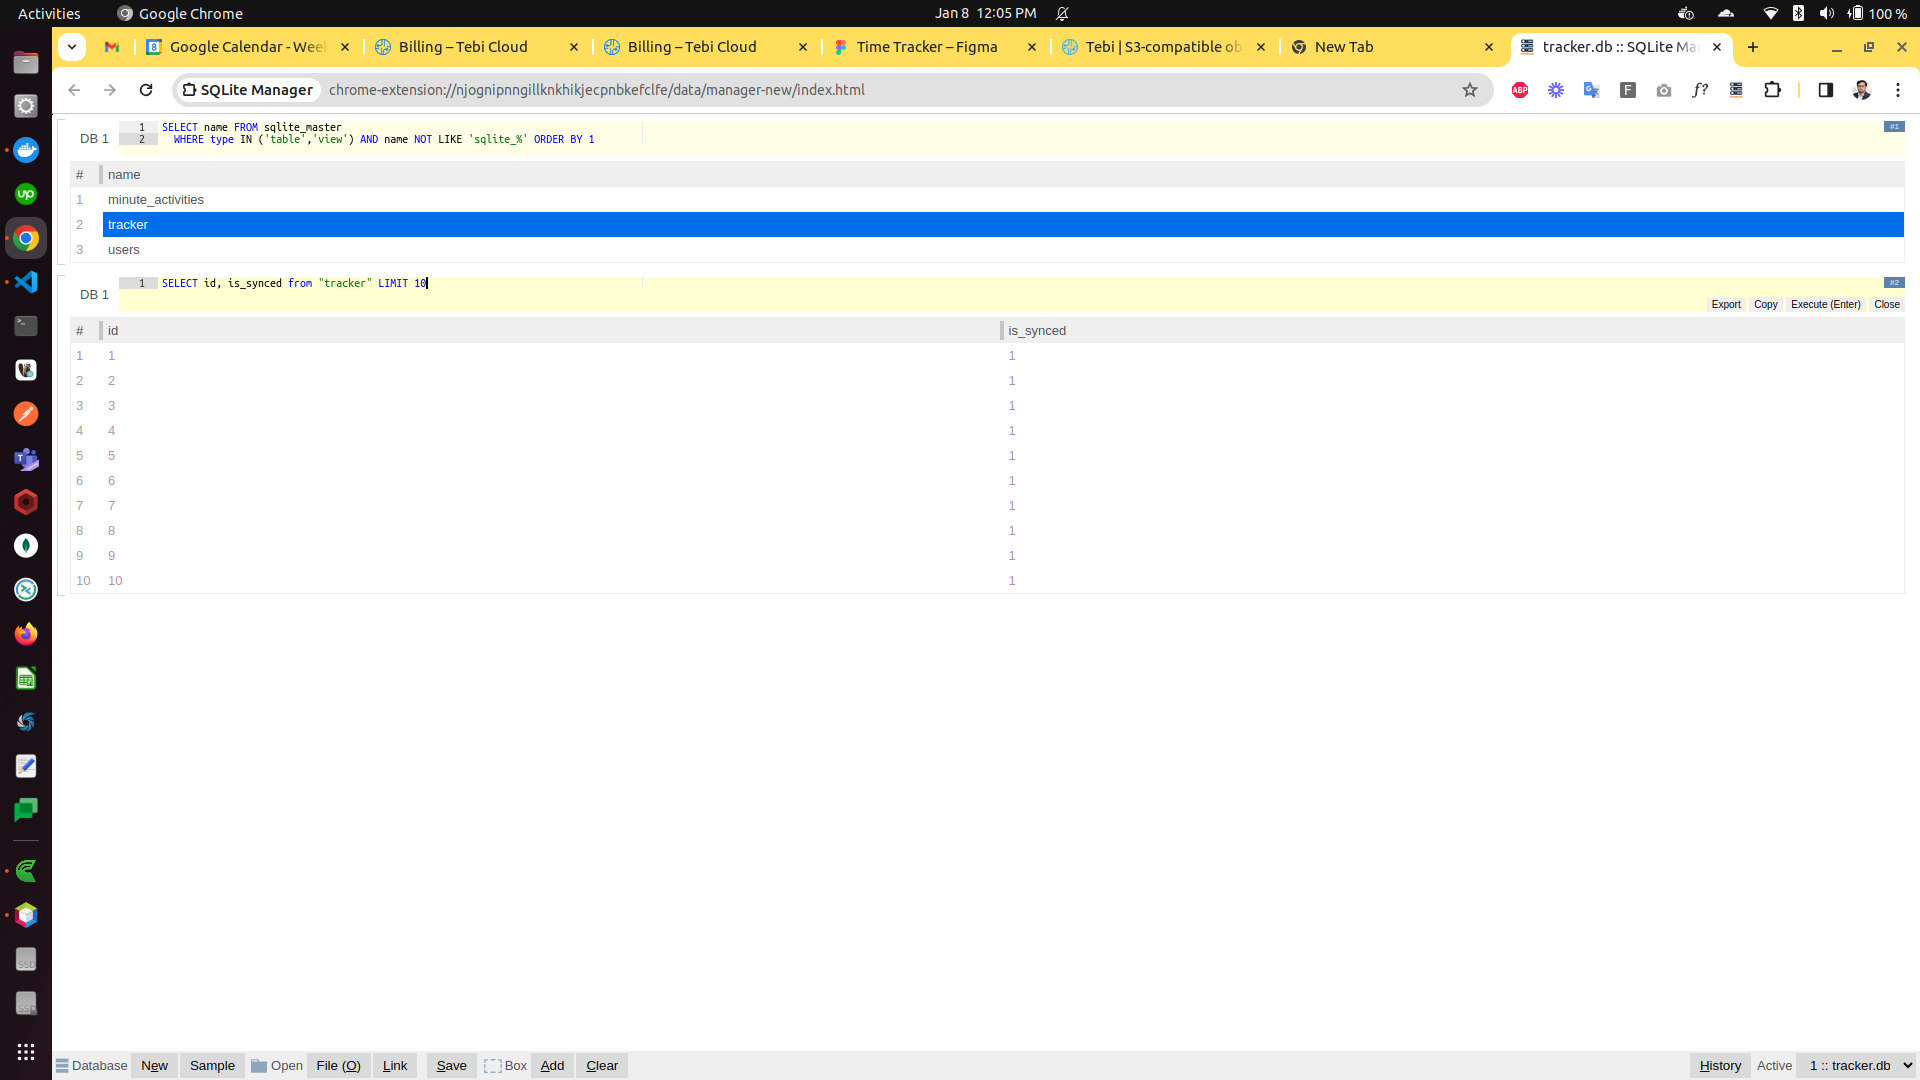 Activities Google Chrome Jan 8 12:05 PM 100 %
Google Calendar - Week Billing – Tebi Cloud Billing – Tebi Cloud Time Tracker – Figma Tebi | S3-compatible ob New Tab tracker.db :: SQLite Ma
SQLite Manager chrome-extension://njognipnngillknkhikjecpnbkefclfe/data/manager-new/index.html
DB 1
1 SELECT name FROM sqlite_master #1
2 WHERE type IN ('table','view') AND name NOT LIKE 'sqlite_%' ORDER BY 1
# name
1 minute_activities
2 tracker
3 users
DB 1
1 SELECT id, is_synced from "tracker" LIMIT 10 #2
Export Copy Execute (Enter) Close
# id is_synced
1 1 1
2 2 1
3 3 1
4 4 1
5 5 1
6 6 1
7 7 1
8 8 1
9 9 1
10 10 1
Database New Sample Open File (O) Link Save Box Add Clear History Active 1 :: tracker.db